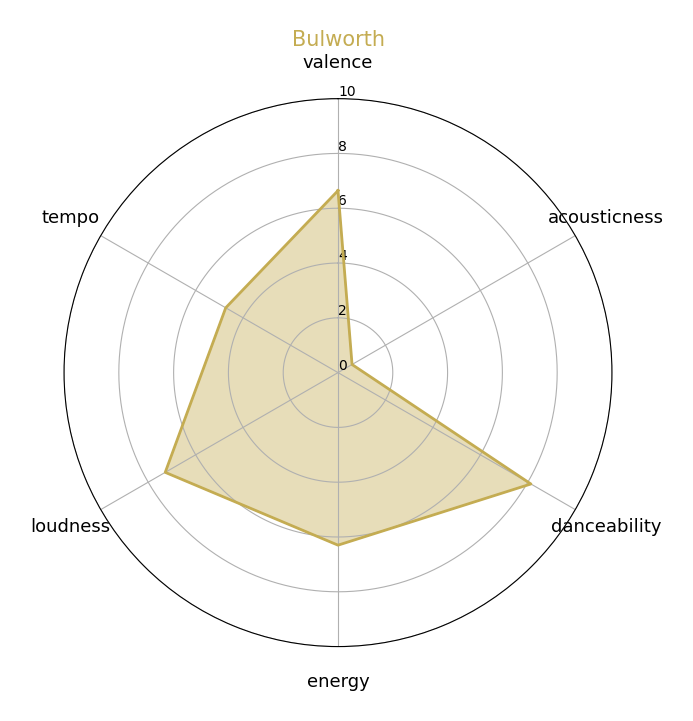 Bulworth
valence
10
8
tempo
6
acousticness
4
2
0
loudness
danceability
energy